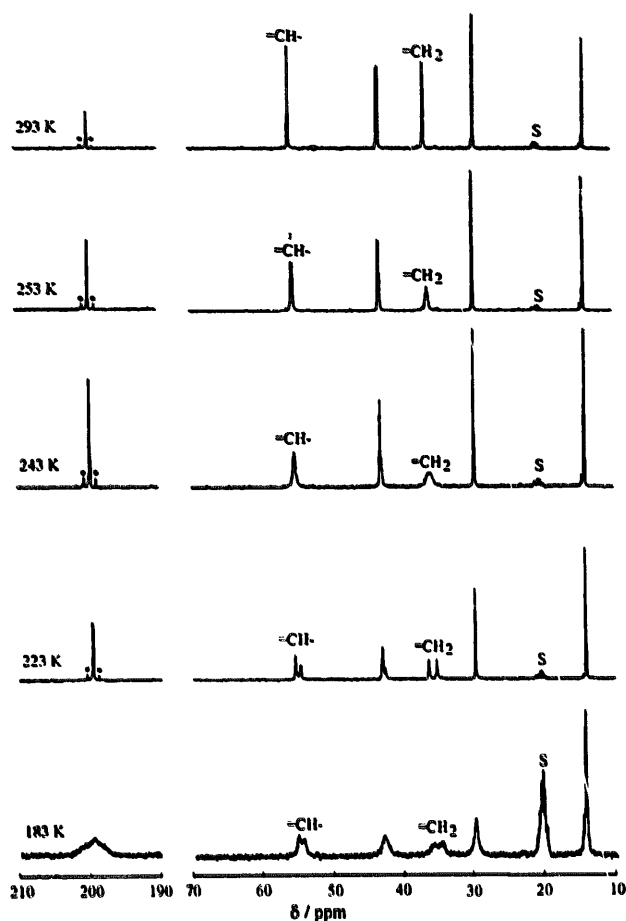 =CH-
=CH2
293 K
S
=CH-
=CH2
253 K
S
=CH-
=CH2
243 K
S
=CH-
=CH2
223 K
S
S
=CH-
=CH2
183 K
210 200 190 70 60 50 40 30 20 10
δ / ppm